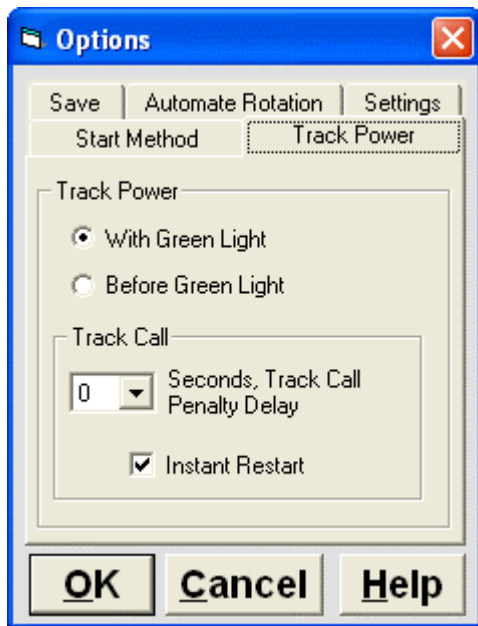 Options
Save Automate Rotation Settings
Start Method Track Power
Track Power
With Green Light
Before Green Light
Track Call
0 Seconds, Track Call
Penalty Delay
Instant Restart
OK Cancel Help